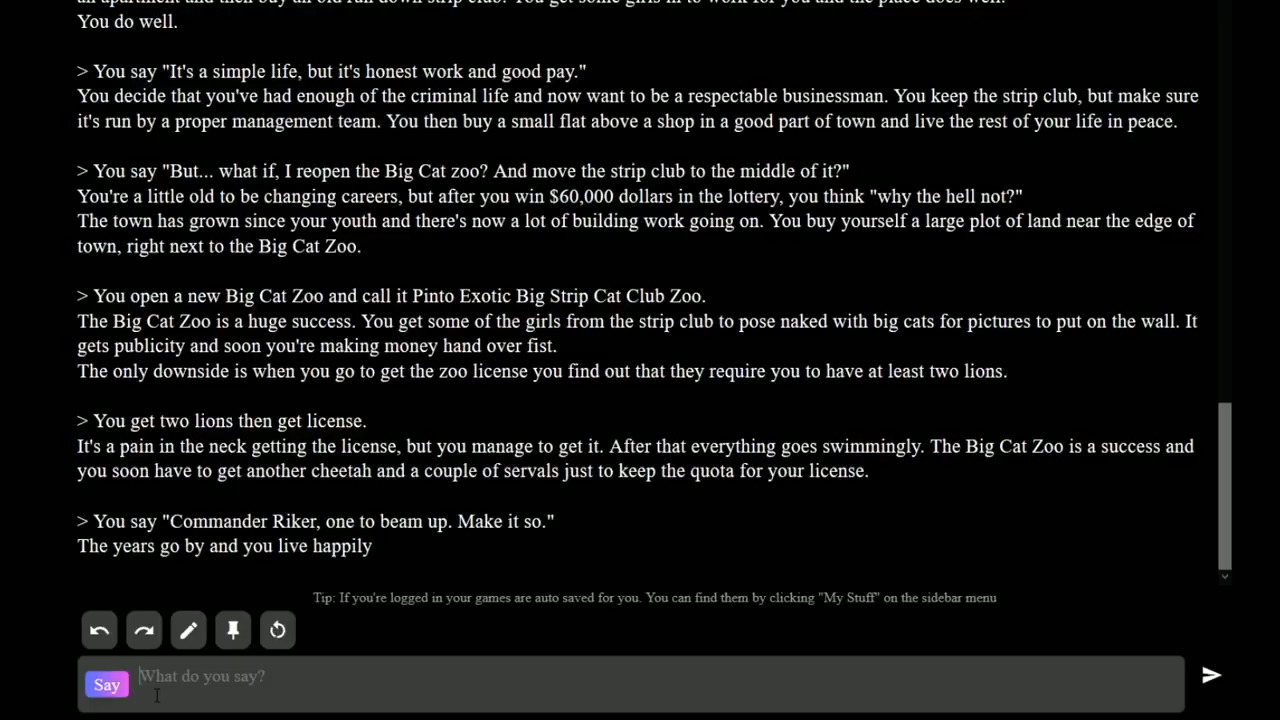 You do well.
> You say "It's a simple life, but it's honest work and good pay."
You decide that you've had enough of the criminal life and now want to be a respectable businessman. You keep the strip club, but make sure
it's run by a proper management team. You then buy a small flat above a shop in a good part of town and live the rest of your life in peace.
> You say "But... what if, I reopen the Big Cat zoo? And move the strip club to the middle of it?"
You're a little old to be changing careers, but after you win $60,000 dollars in the lottery, you think "why the hell not?"
The town has grown since your youth and there's now a lot of building work going on. You buy yourself a large plot of land near the edge of
town, right next to the Big Cat Zoo.
> You open a new Big Cat Zoo and call it Pinto Exotic Big Strip Cat Club Zoo.
The Big Cat Zoo is a huge success. You get some of the girls from the strip club to pose naked with big cats for pictures to put on the wall. It
gets publicity and soon you're making money hand over fist.
The only downside is when you go to get the zoo license you find out that they require you to have at least two lions.
> You get two lions then get license.
It's a pain in the neck getting the license, but you manage to get it. After that everything goes swimmingly. The Big Cat Zoo is a success and
you soon have to get another cheetah and a couple of servals just to keep the quota for your license.
> You say "Commander Riker, one to beam up. Make it so."
The years go by and you live happily
Tip: If you're logged in your games are auto saved for you. You can find them by clicking "My Stuff" on the sidebar menu
Say What do you say?